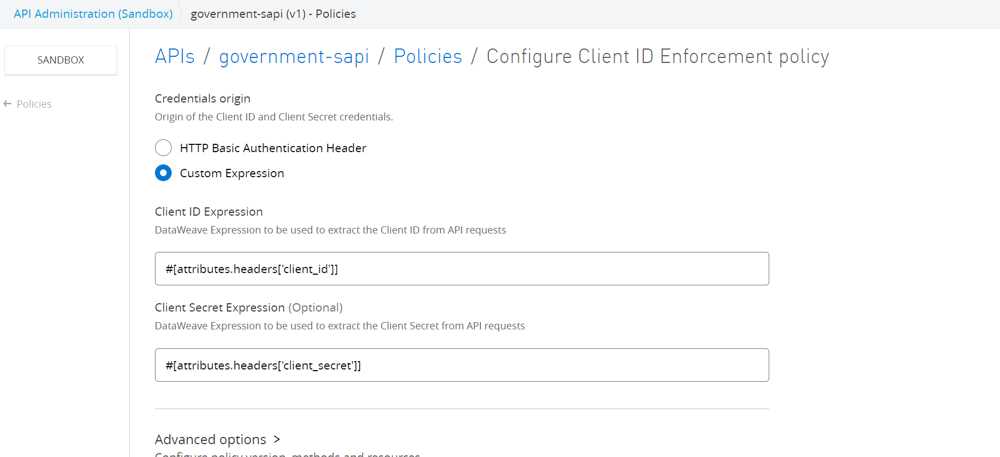 API Administration (Sandbox) government-sapi (v1) - Policies
SANDBOX
← Policies
APIs / government-sapi / Policies / Configure Client ID Enforcement policy
Credentials origin
Origin of the Client ID and Client Secret credentials.
HTTP Basic Authentication Header
Custom Expression
Client ID Expression
DataWeave Expression to be used to extract the Client ID from API requests
#[attributes.headers['client_id']]
Client Secret Expression (Optional)
DataWeave Expression to be used to extract the Client Secret from API requests
#[attributes.headers['client_secret']]
Advanced options >
Configure policy version, methods and resources